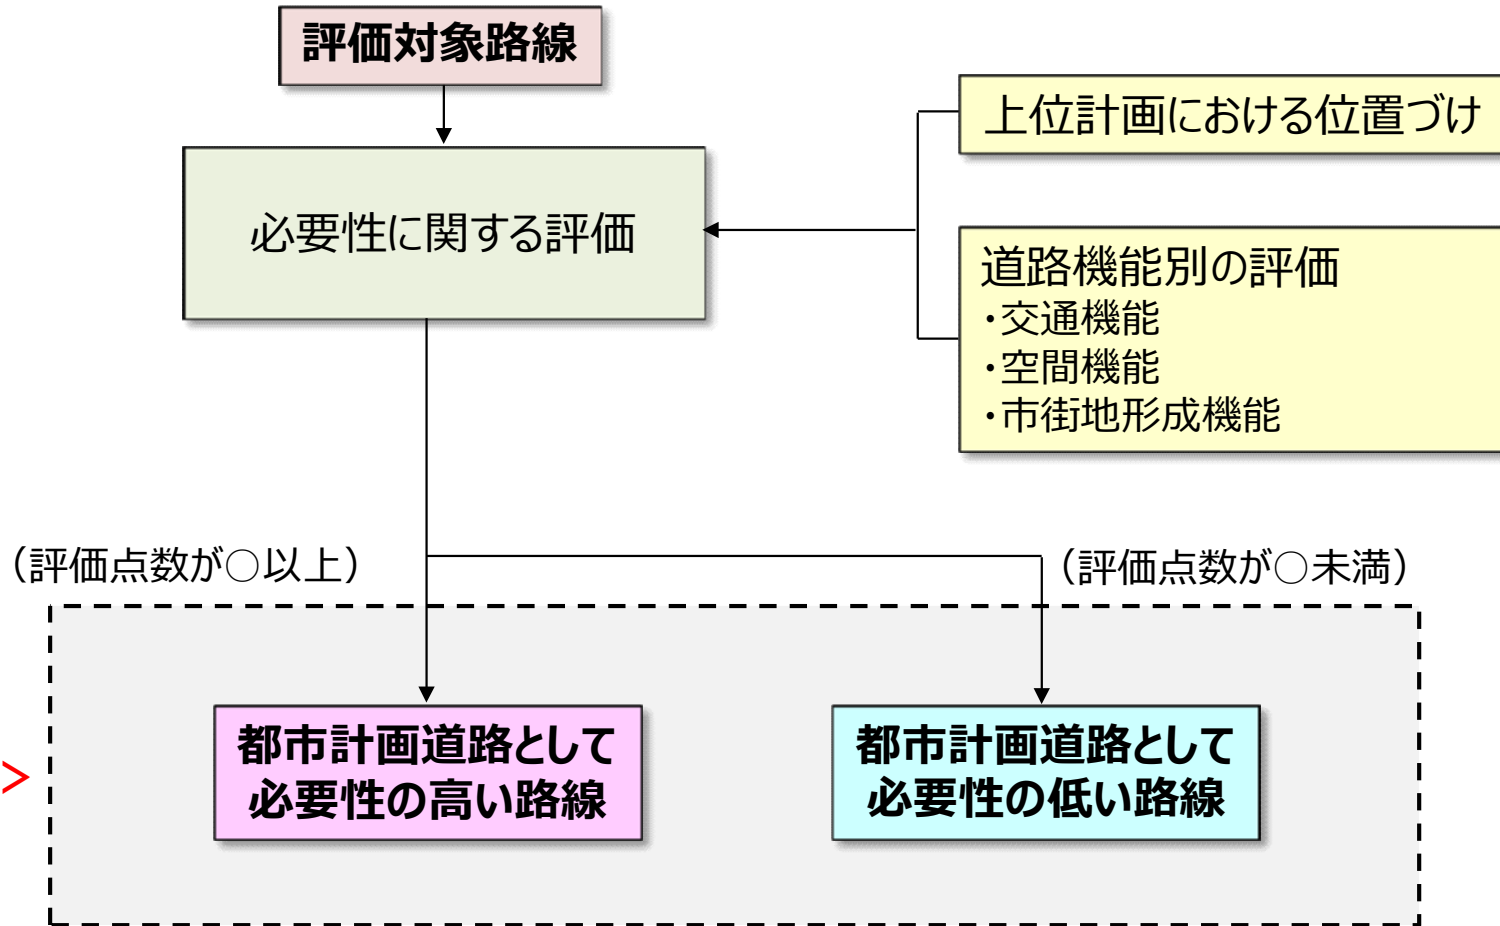 評価対象路線
上位計画における位置づけ
必要性に関する評価
道路機能別の評価
・交通機能
・空間機能
・市街地形成機能
（評価点数が○以上）
（評価点数が○未満）
＞
都市計画道路として
必要性の高い路線
都市計画道路として
必要性の低い路線